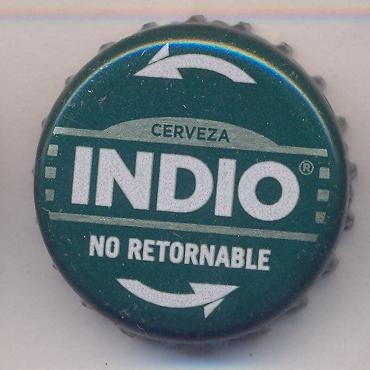 CERVEZA
INDIO®
NO RETORNABLE